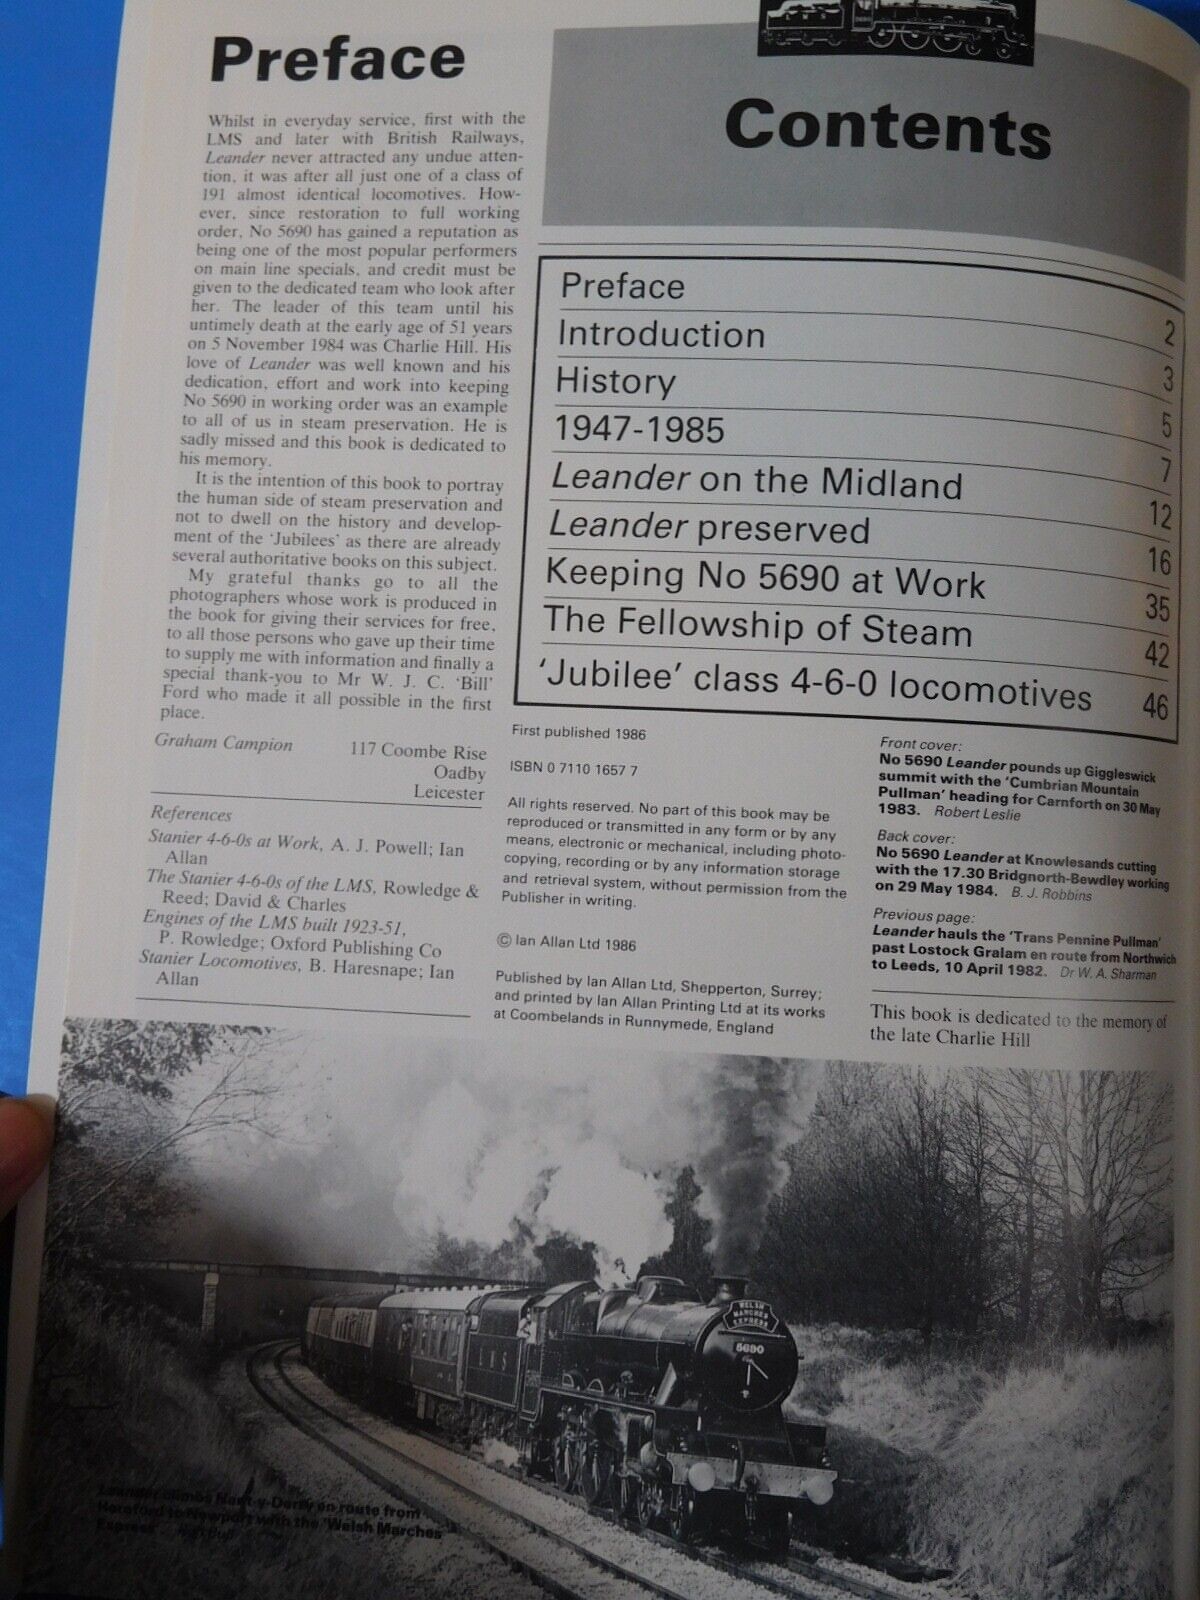 Preface
Whilst in everyday service, first with the
LMS and later with British Railways,
Leander never attracted any undue atten-
tion, it was after all just one of a class of
191 almost identical locomotives. How-
ever, since restoration to full working
order, No 5690 has gained a reputation as
being one of the most popular performers
on main line specials, and credit must be
given to the dedicated team who look after
her. The leader of this team until his
untimely death at the early age of 51 years
on 5 November 1984 was Charlie Hill. His
love of Leander was well known and his
dedication, effort and work into keeping
No 5690 in working order was an example
to all of us in steam preservation. He is
sadly missed and this book is dedicated to
his memory.
It is the intention of this book to portray
the human side of steam preservation and
not to dwell on the history and develop-
ment of the 'Jubilees' as there are already
several authoritative books on this subject.
My grateful thanks go to all the
photographers whose work is produced in
the book for giving their services for free,
to all those persons who gave up their time
to supply me with information and finally a
special thank-you to Mr W. J. C. 'Bill'
Ford who made it all possible in the first
place.
Graham Campion 117 Coombe Rise
Oadby
Leicester
References
Stanier 4-6-0s at Work, A. J. Powell; Ian
Allan
The Stanier 4-6-0s of the LMS, Rowledge &
Reed; David & Charles
Engines of the LMS built 1923-51,
P. Rowledge; Oxford Publishing Co
Stanier Locomotives, B. Haresnape; Ian
Allan
Contents
Preface 2
Introduction 3
History 5
1947-1985 7
Leander on the Midland 12
Leander preserved 16
Keeping No 5690 at Work 35
The Fellowship of Steam 42
'Jubilee' class 4-6-0 locomotives 46
First published 1986
ISBN 0 7110 1657 7
All rights reserved. No part of this book may be
reproduced or transmitted in any form or by any
means, electronic or mechanical, including photo-
copying, recording or by any information storage
and retrieval system, without permission from the
Publisher in writing.
© Ian Allan Ltd 1986
Published by Ian Allan Ltd, Shepperton, Surrey;
and printed by Ian Allan Printing Ltd at its works
at Coombelands in Runnymede, England
Front cover:
No 5690 Leander pounds up Giggleswick
summit with the 'Cumbrian Mountain
Pullman' heading for Carnforth on 30 May
1983. Robert Leslie
Back cover:
No 5690 Leander at Knowlesands cutting
with the 17.30 Bridgnorth-Bewdley working
on 29 May 1984. B. J. Robbins
Previous page:
Leander hauls the 'Trans Pennine Pullman'
past Lostock Gralam en route from Northwich
to Leeds, 10 April 1982. Dr W. A. Sharman
This book is dedicated to the memory of
the late Charlie Hill
WELSH
MARCHES
EXPRESS
5690
LMS
Leander climbs Nant-y-Derry en route from
Hereford to Newport with the 'Welsh Marches
Express'